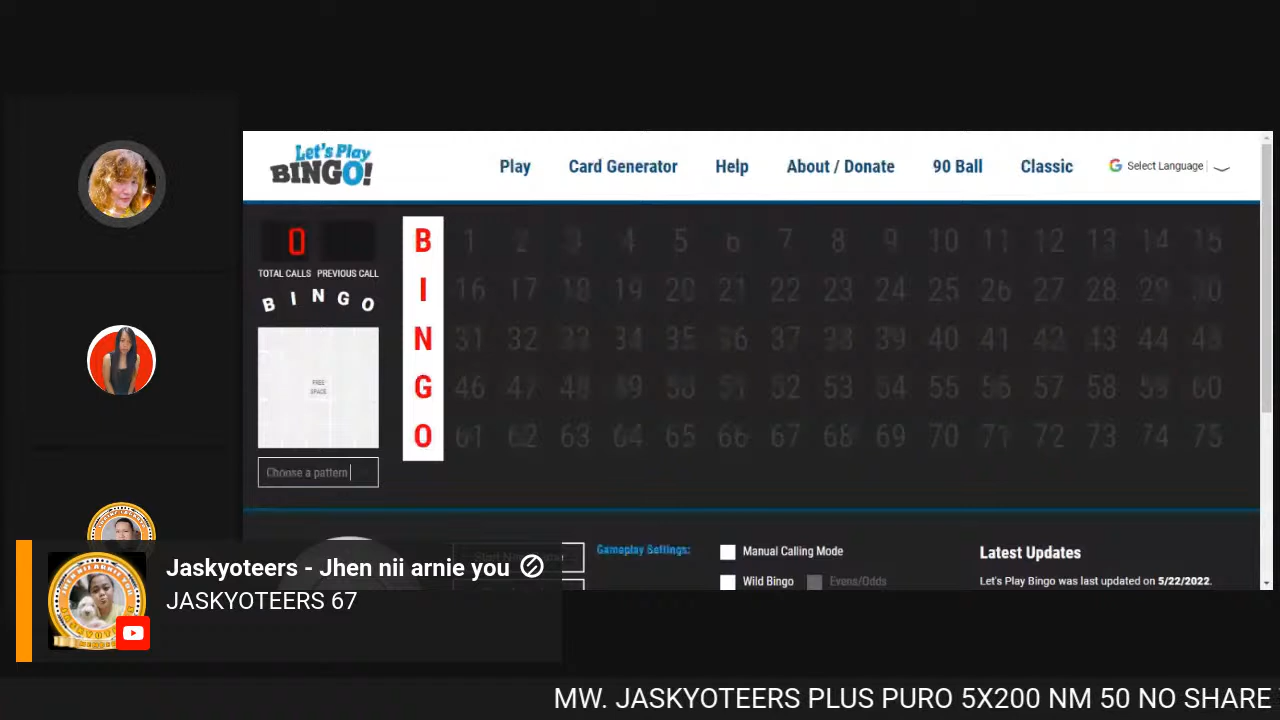 Let's Play
BINGO!
Play Card Generator Help About / Donate 90 Ball Classic Select Language
0
TOTAL CALLS PREVIOUS CALL
B I N G O
FREE
SPACE
Choose a pattern
B 1 2 3 4 5 6 7 8 9 10 11 12 13 14 15
I 16 17 18 19 20 21 22 23 24 25 26 27 28 29 30
N 31 32 33 34 35 36 37 38 39 40 41 42 43 44 45
G 46 47 48 49 50 51 52 53 54 55 56 57 58 59 60
O 61 62 63 64 65 66 67 68 69 70 71 72 73 74 75
Gameplay Settings:
Manual Calling Mode
Wild Bingo Evens/Odds
Latest Updates
Let's Play Bingo was last updated on 5/22/2022.
Jaskyoteers - Jhen nii arnie you
JASKYOTEERS 67
MW. JASKYOTEERS PLUS PURO 5X200 NM 50 NO SHARE